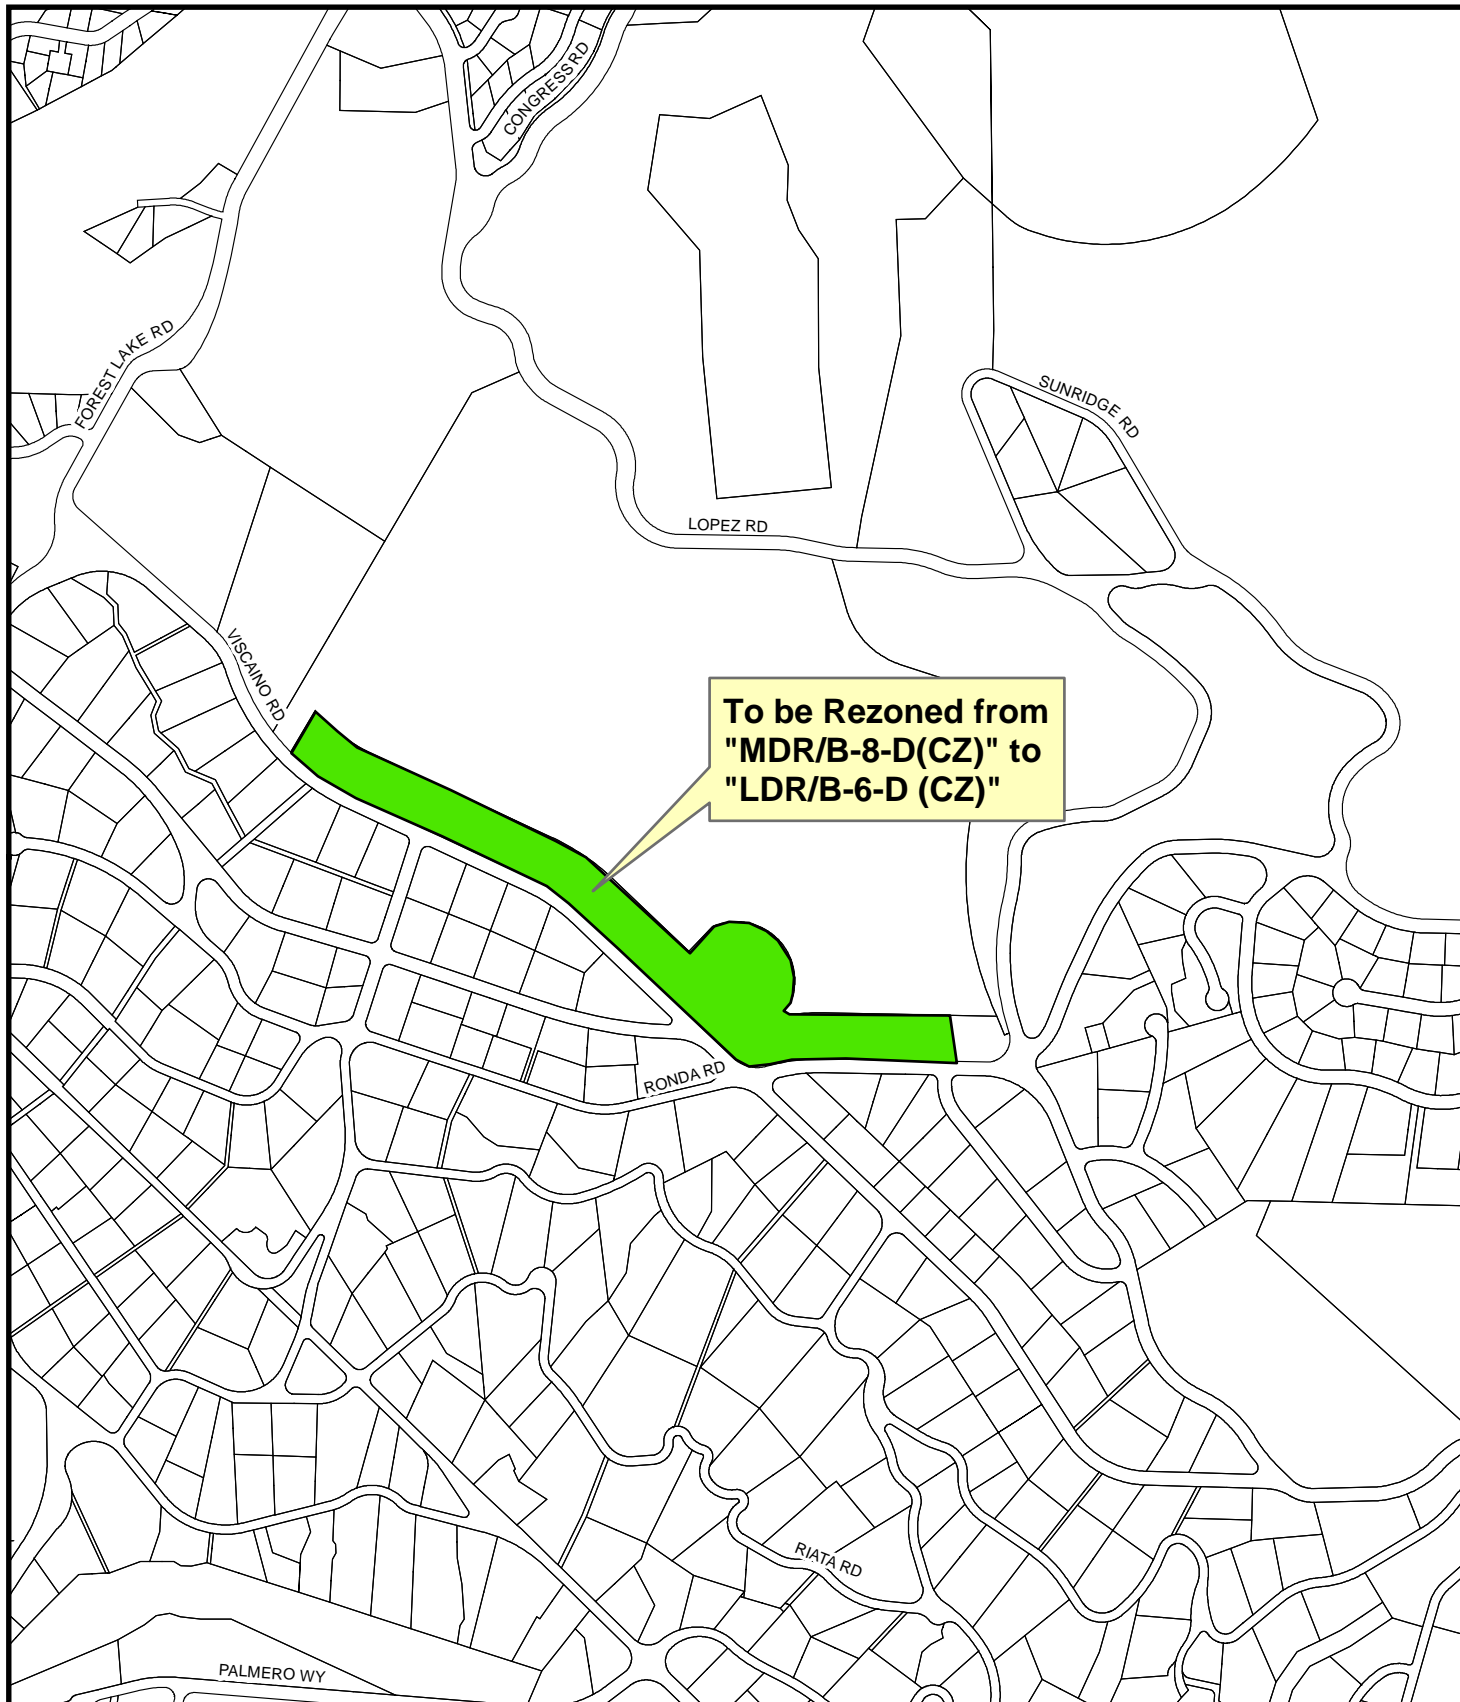 CONGRESS RD
FOREST LAKE RD
SUNRIDGE RD
LOPEZ RD
VISCAINO RD
To be Rezoned from
"MDR/B-8-D(CZ)" to
"LDR/B-6-D (CZ)"
RONDA RD
RIATA RD
PALMERO WY